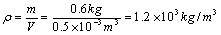 ρ = m/V = 0.6kg/0.5×10⁻³m³ = 1.2×10³kg/m³